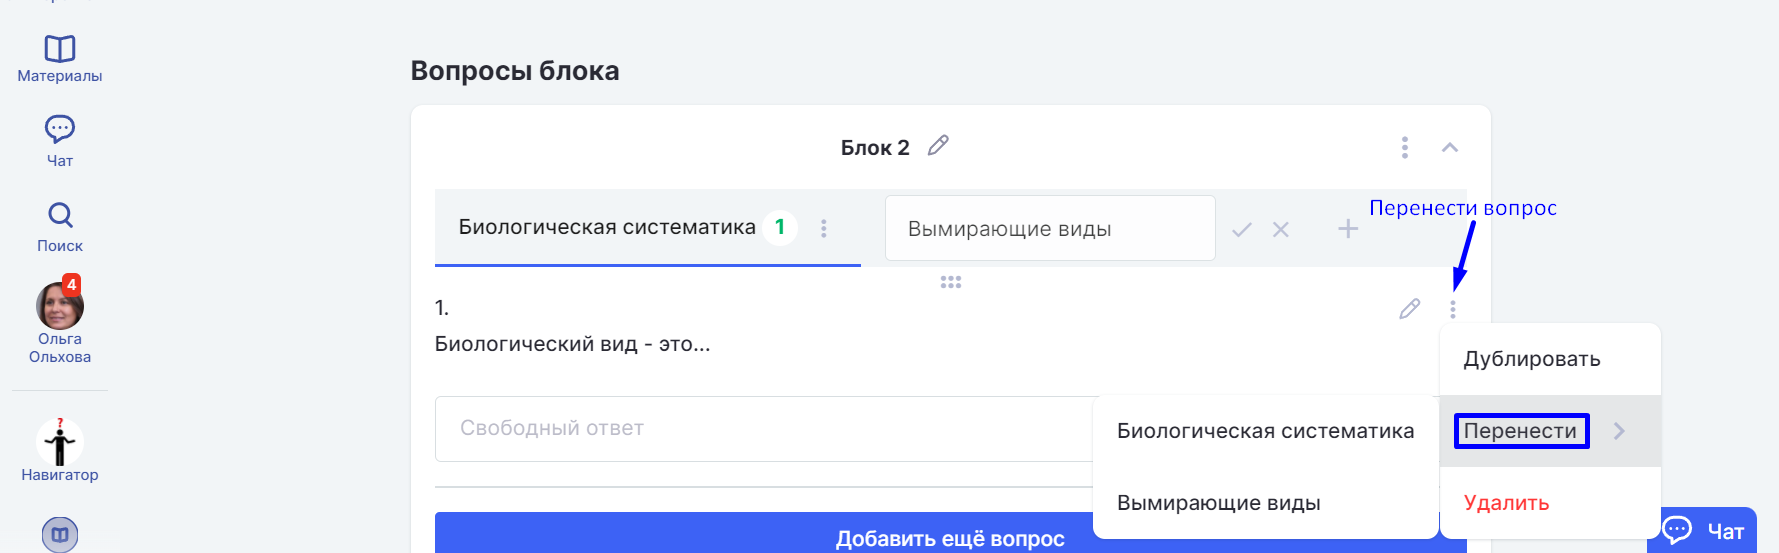 Материалы
Чат
Поиск
4
Ольга
Ольхова
?
Навигатор
Вопросы блока
Блок 2
Биологическая систематика 1
Вымирающие виды
Перенести вопрос
1.
Биологический вид - это...
Свободный ответ
Дублировать
Перенести
Удалить
Биологическая систематика
Вымирающие виды
Добавить ещё вопрос
Чат